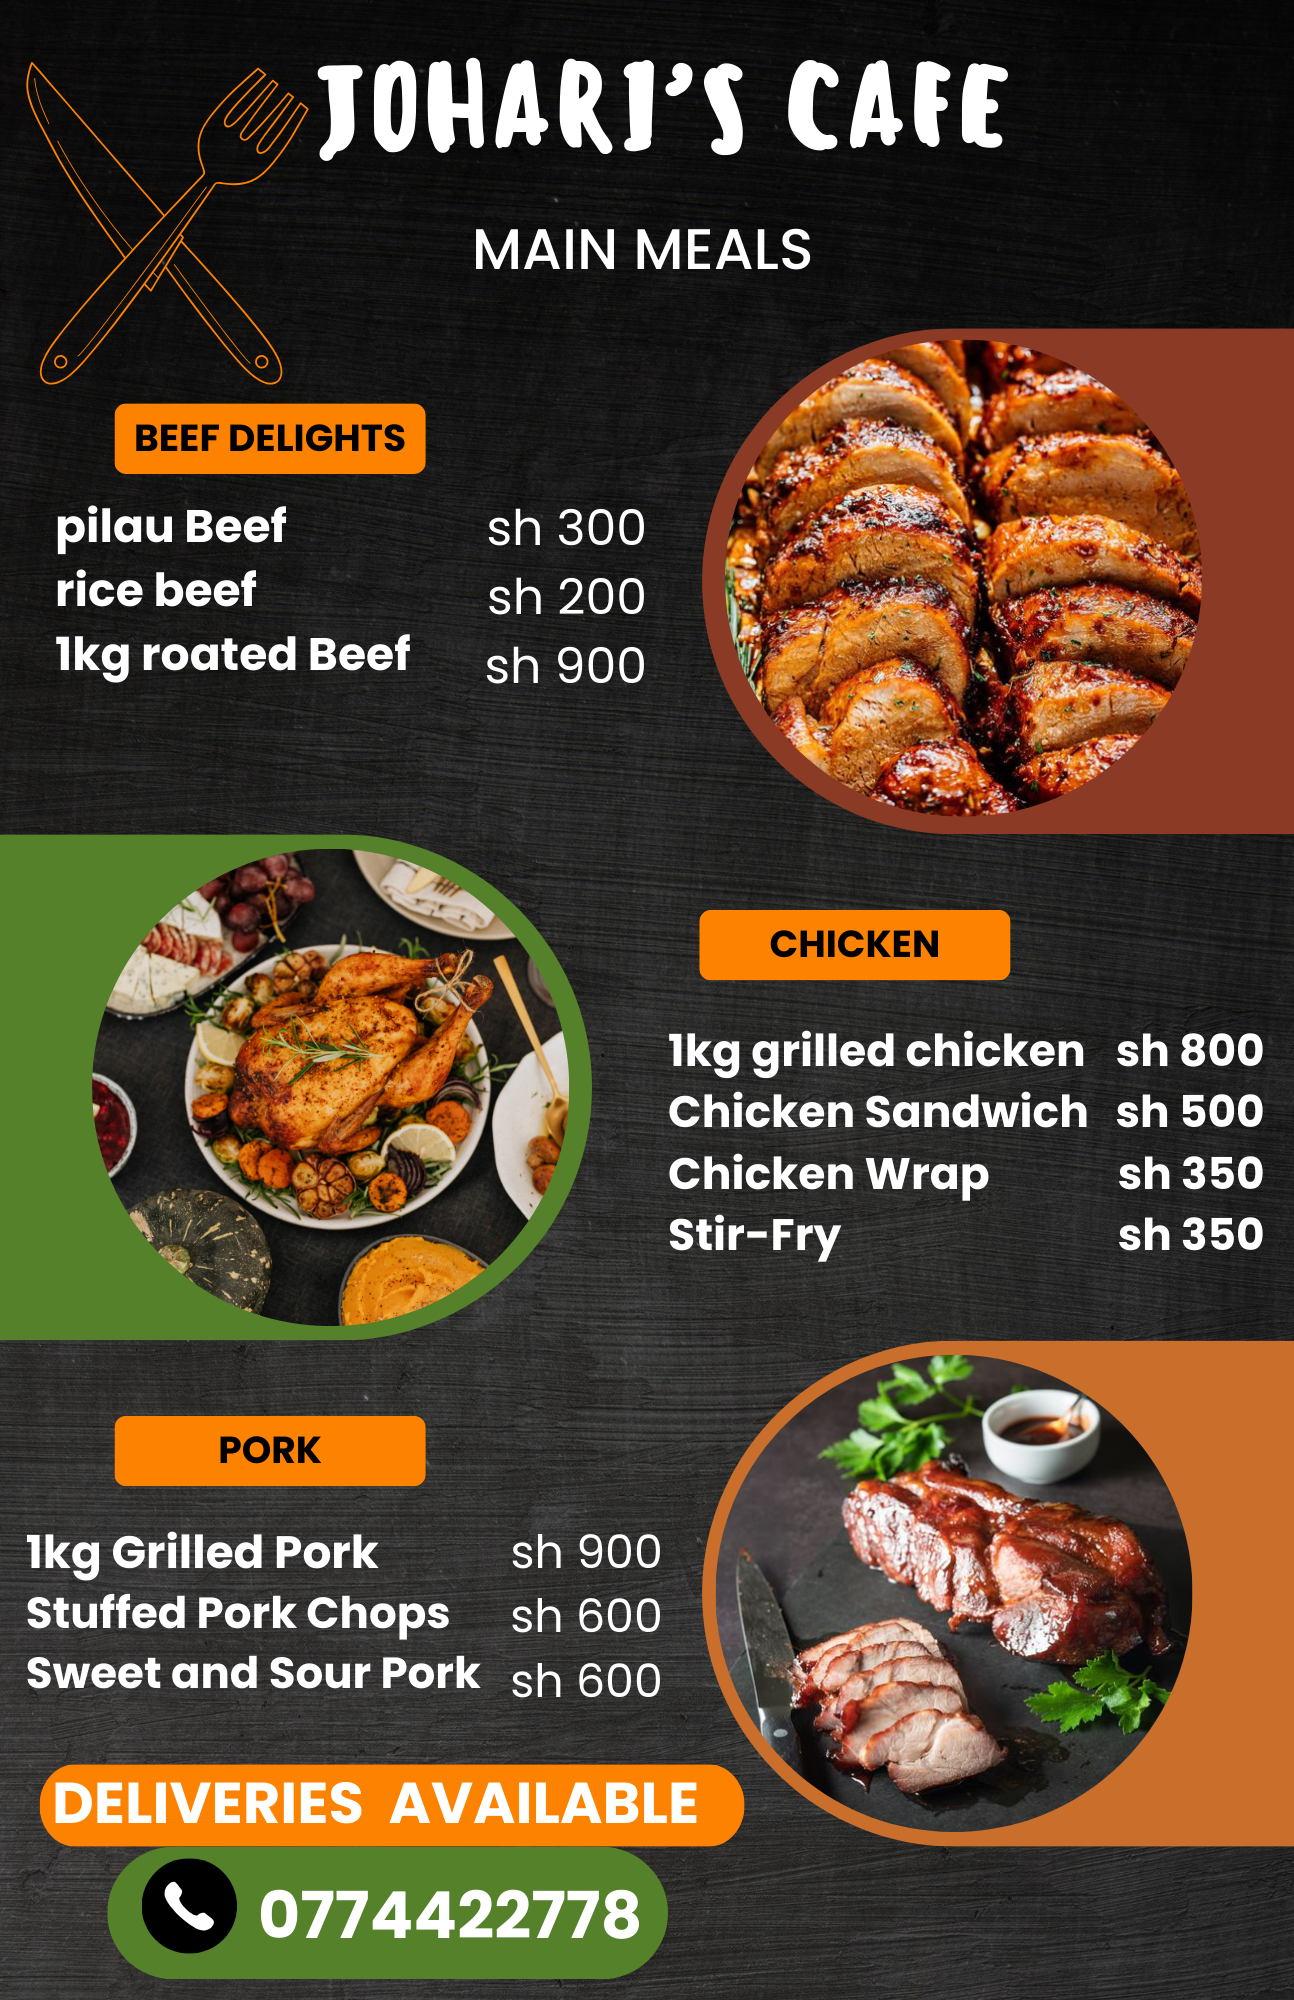 JOHARI'S CAFE
MAIN MEALS
BEEF DELIGHTS
pilau Beef sh 300
rice beef sh 200
1kg roated Beef sh 900
CHICKEN
1kg grilled chicken sh 800
Chicken Sandwich sh 500
Chicken Wrap sh 350
Stir-Fry sh 350
PORK
1kg Grilled Pork sh 900
Stuffed Pork Chops sh 600
Sweet and Sour Pork sh 600
DELIVERIES AVAILABLE
0774422778